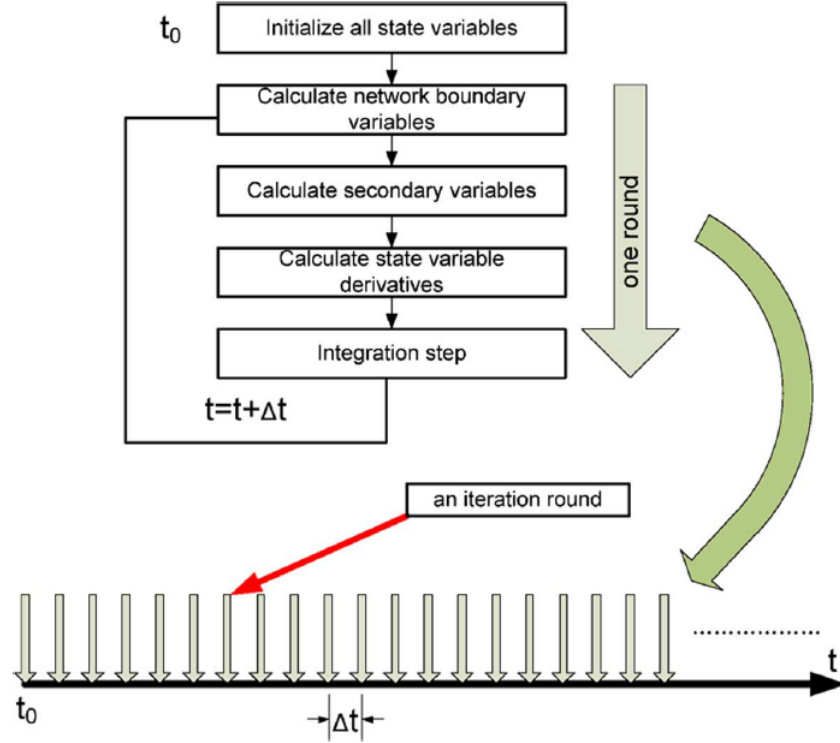 t0
Initialize all state variables
Calculate network boundary
variables
Calculate secondary variables
Calculate state variable
derivatives
Integration step
one round
t=t+Δt
an iteration round
....................
t
t0
Δt